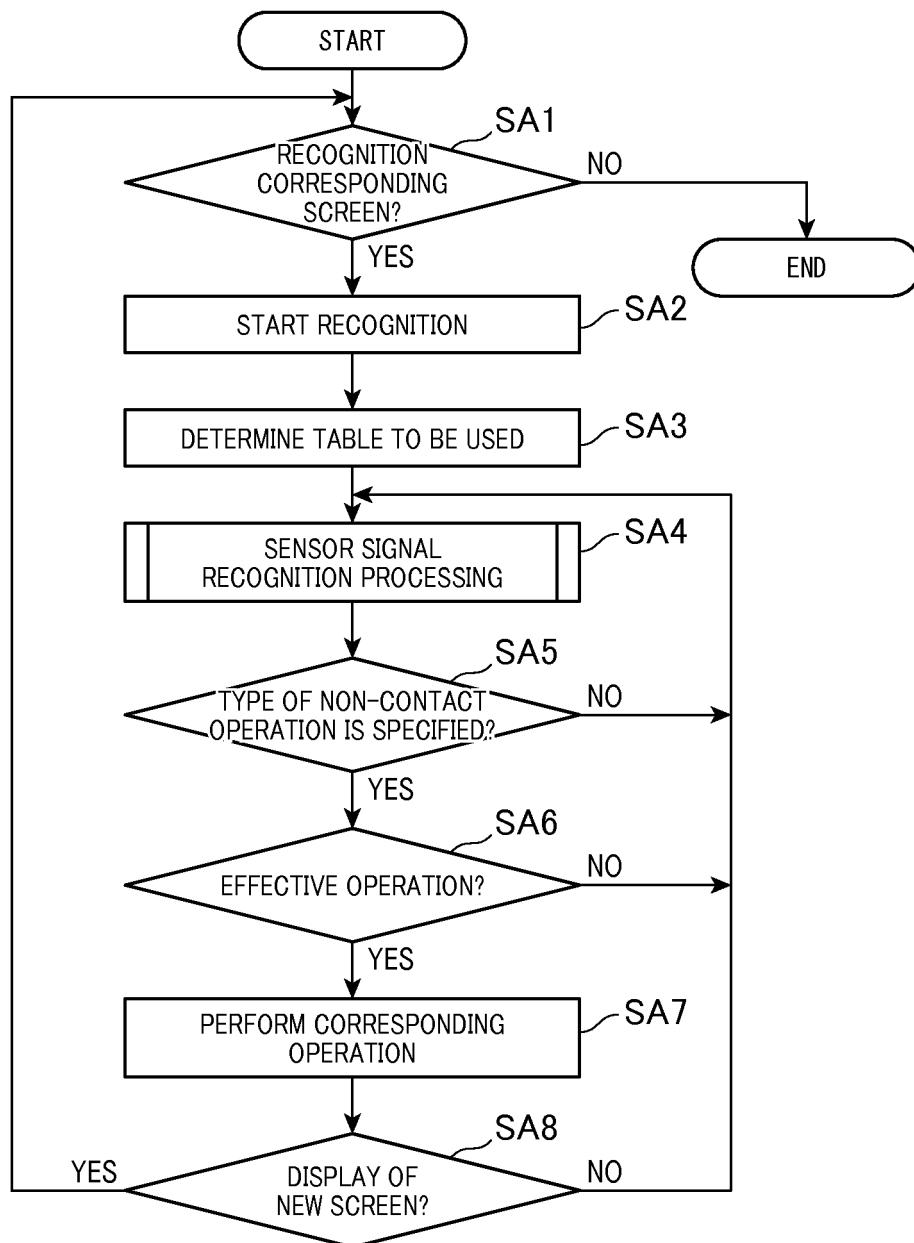 START
SA1
RECOGNITION
CORRESPONDING
SCREEN?
NO
YES
END
START RECOGNITION
SA2
DETERMINE TABLE TO BE USED
SA3
SENSOR SIGNAL
RECOGNITION PROCESSING
SA4
SA5
TYPE OF NON-CONTACT
OPERATION IS SPECIFIED?
NO
YES
SA6
EFFECTIVE OPERATION?
NO
YES
PERFORM CORRESPONDING
OPERATION
SA7
SA8
YES
DISPLAY OF
NEW SCREEN?
NO